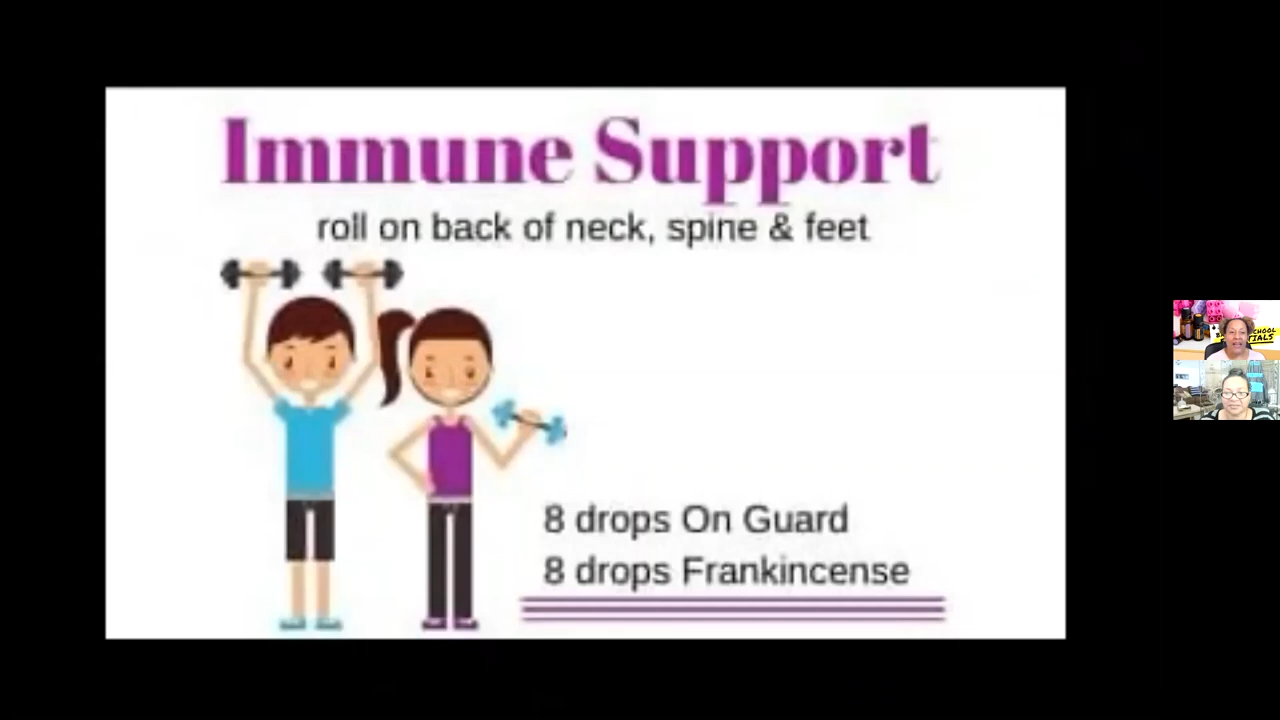 Immune Support
roll on back of neck, spine & feet
8 drops On Guard
8 drops Frankincense